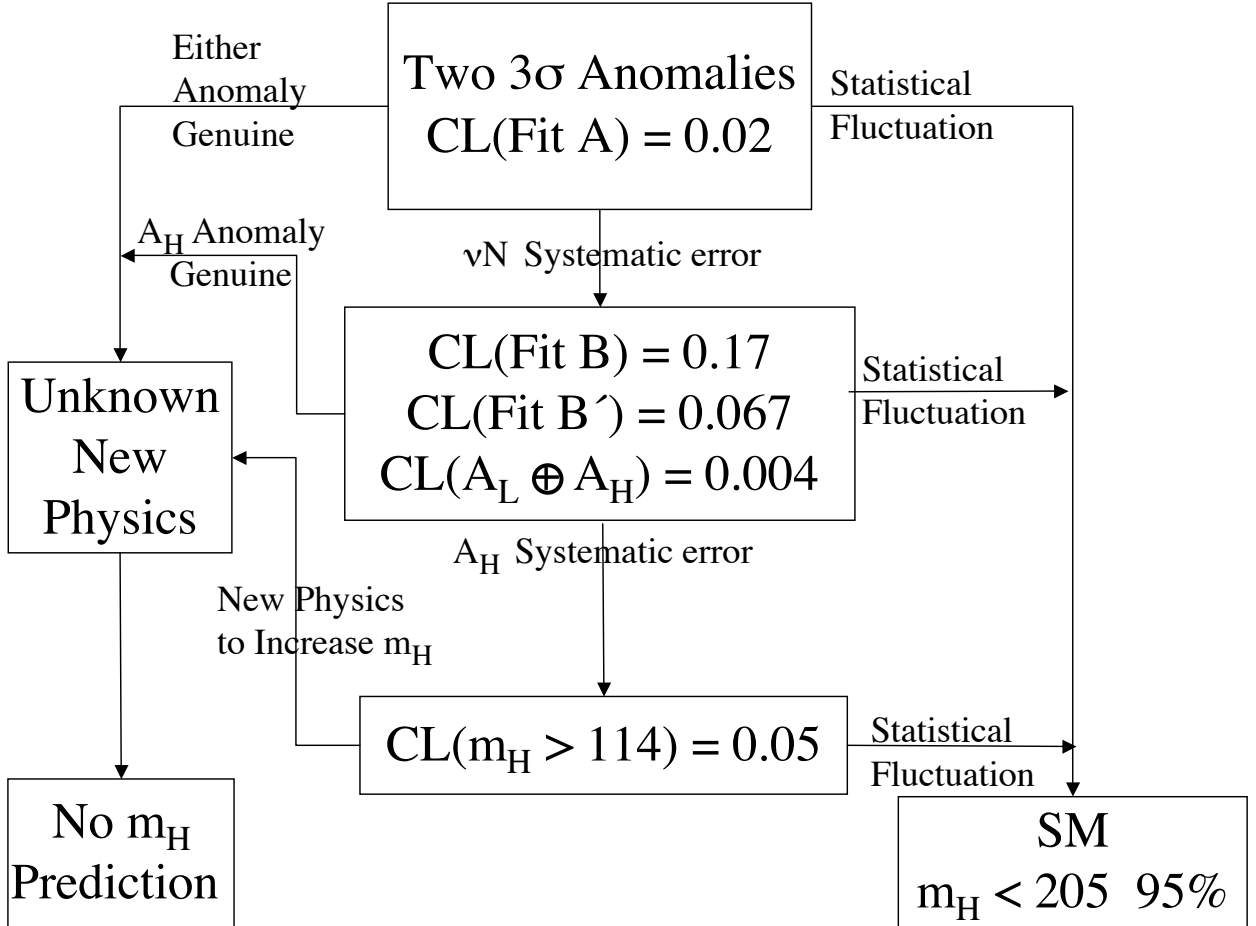 Either
Anomaly
Genuine
Two 3σ Anomalies
CL(Fit A) = 0.02
Statistical
Fluctuation
A_H Anomaly
Genuine
νN Systematic error
CL(Fit B) = 0.17
CL(Fit B´) = 0.067
CL(A_L ⊕ A_H) = 0.004
Statistical
Fluctuation
Unknown
New
Physics
A_H Systematic error
New Physics
to Increase m_H
CL(m_H > 114) = 0.05
Statistical
Fluctuation
No m_H
Prediction
SM
m_H < 205 95%